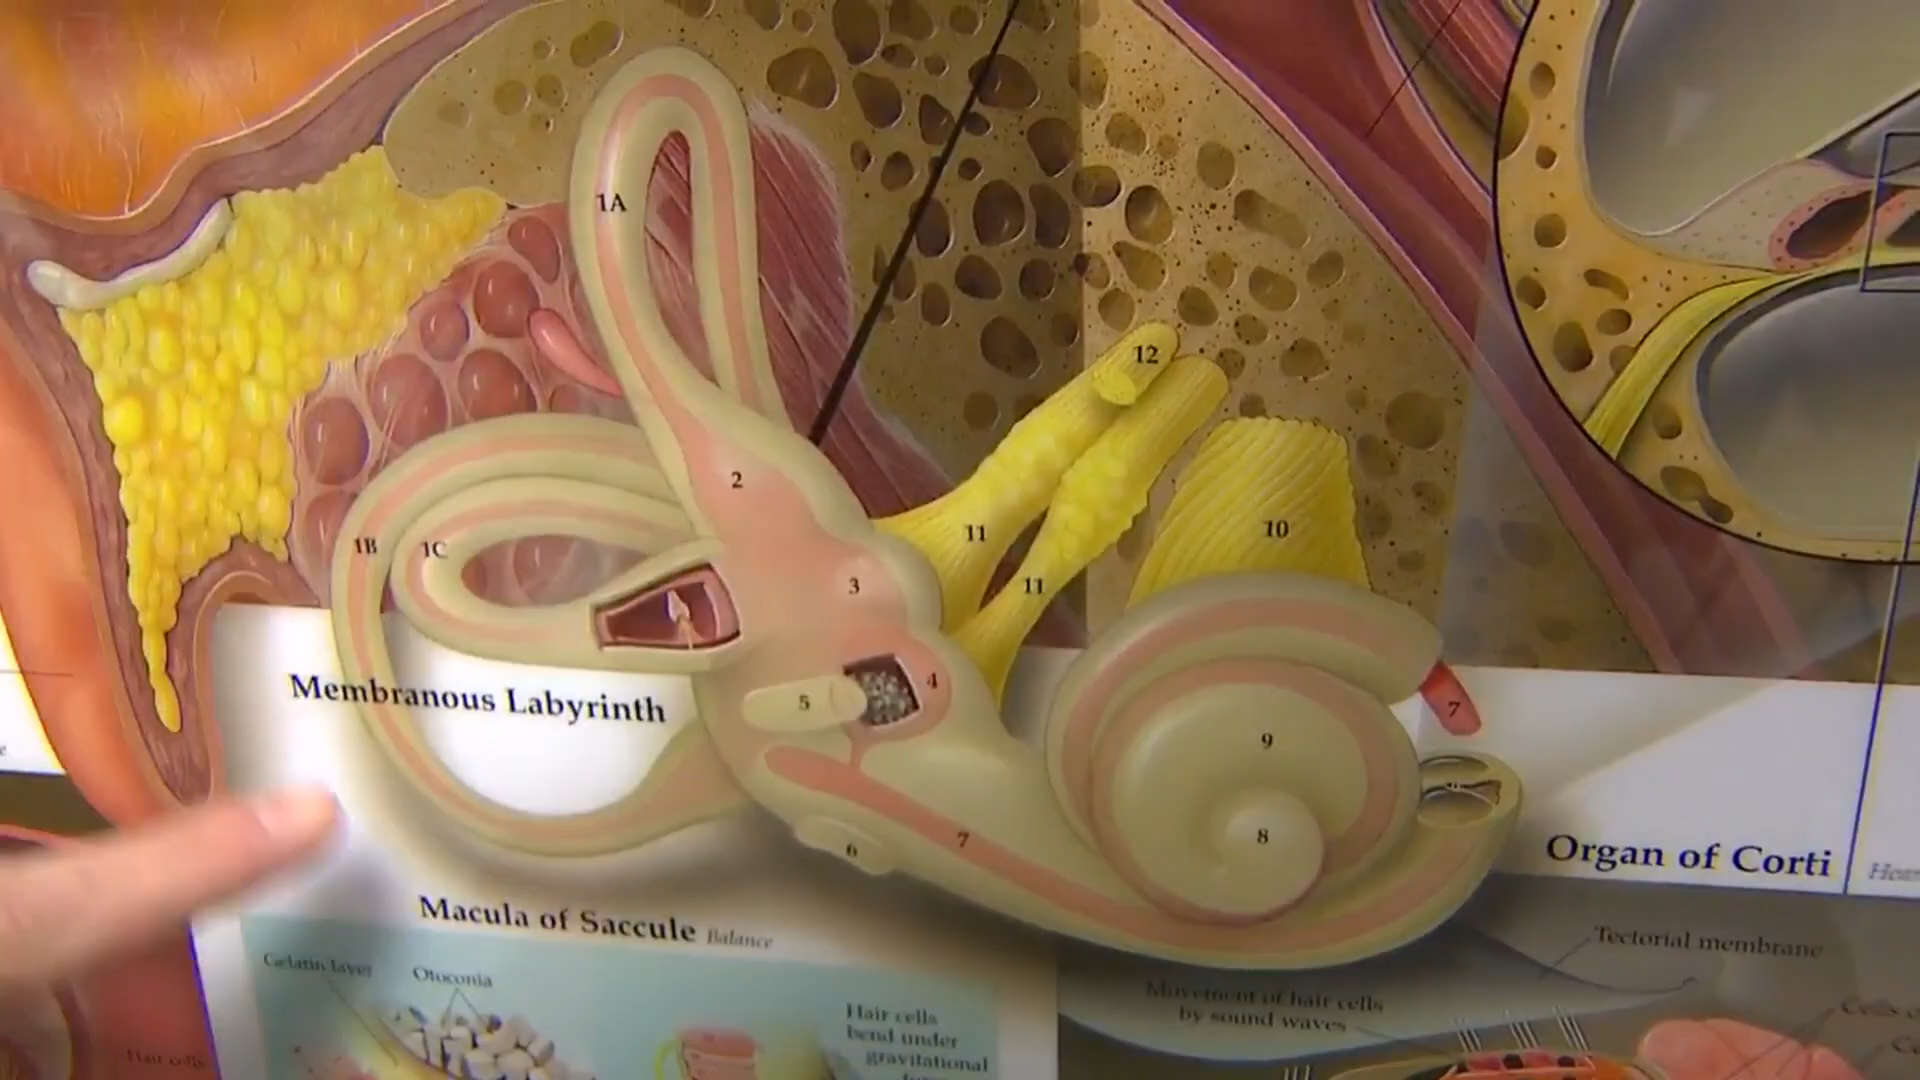 1A
12
2
11
10
1B
1C
3
11
4
Membranous Labyrinth
5
7
9
8
6
7
Organ of Corti
Macula of Saccule Balance
Tectorial membrane
Gelatin layer
Otoconia
Movement of hair cells
by sound waves
Hair cells
bend under
gravitational
Hair cells